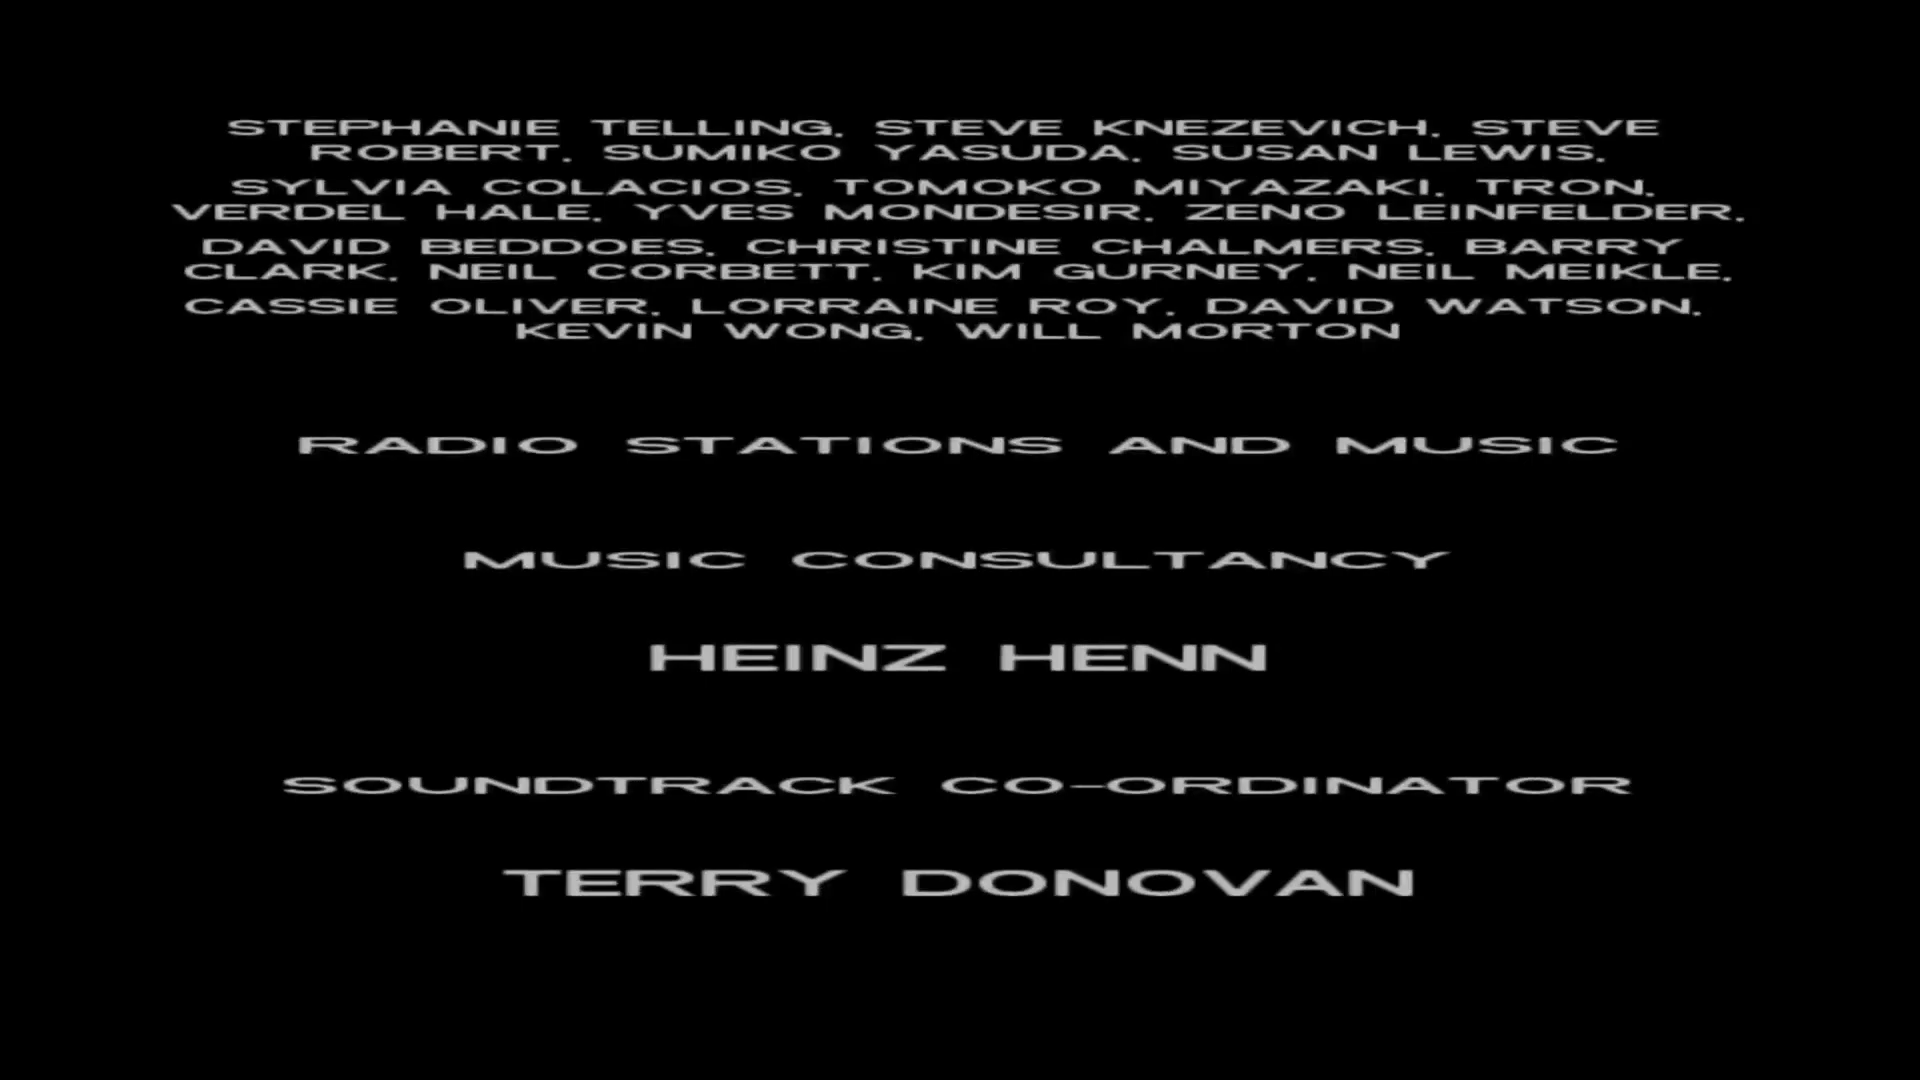 STEPHANIE TELLING, STEVE KNEZEVICH, STEVE
ROBERT, SUMIKO YASUDA, SUSAN LEWIS,
SYLVIA COLACIOS, TOMOKO MIYAZAKI, TRON,
VERDEL HALE, YVES MONDESIR, ZENO LEINFELDER,
DAVID BEDDOES, CHRISTINE CHALMERS, BARRY
CLARK, NEIL CORBETT, KIM GURNEY, NEIL MEIKLE,
CASSIE OLIVER, LORRAINE ROY, DAVID WATSON,
KEVIN WONG, WILL MORTON
RADIO STATIONS AND MUSIC
MUSIC CONSULTANCY
HEINZ HENN
SOUNDTRACK CO-ORDINATOR
TERRY DONOVAN